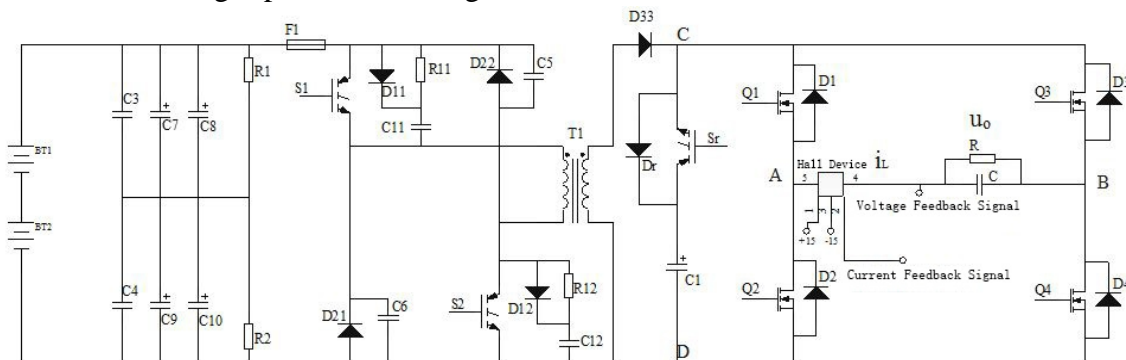 D33
C
F1
R1
R11
D22
C5
D1
S1
D11
Q1
Q3
C3
C7
C8
C11
T1
Sr
Dr
u₀
R
BT1
A
Hall Device
i_L
5
4
C
B
Voltage Feedback Signal
BT2
1
3
2
+15
-15
C1
Current Feedback Signal
C4
C9
C10
R2
D21
C6
S2
D12
R12
C12
Q2
D2
Q4
D